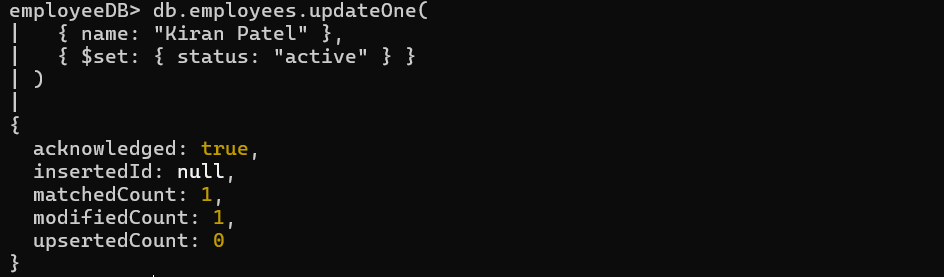 employeeDB> db.employees.updateOne(
|   { name: "Kiran Patel" },
|   { $set: { status: "active" } }
| )
|
{
  acknowledged: true,
  insertedId: null,
  matchedCount: 1,
  modifiedCount: 1,
  upsertedCount: 0
}